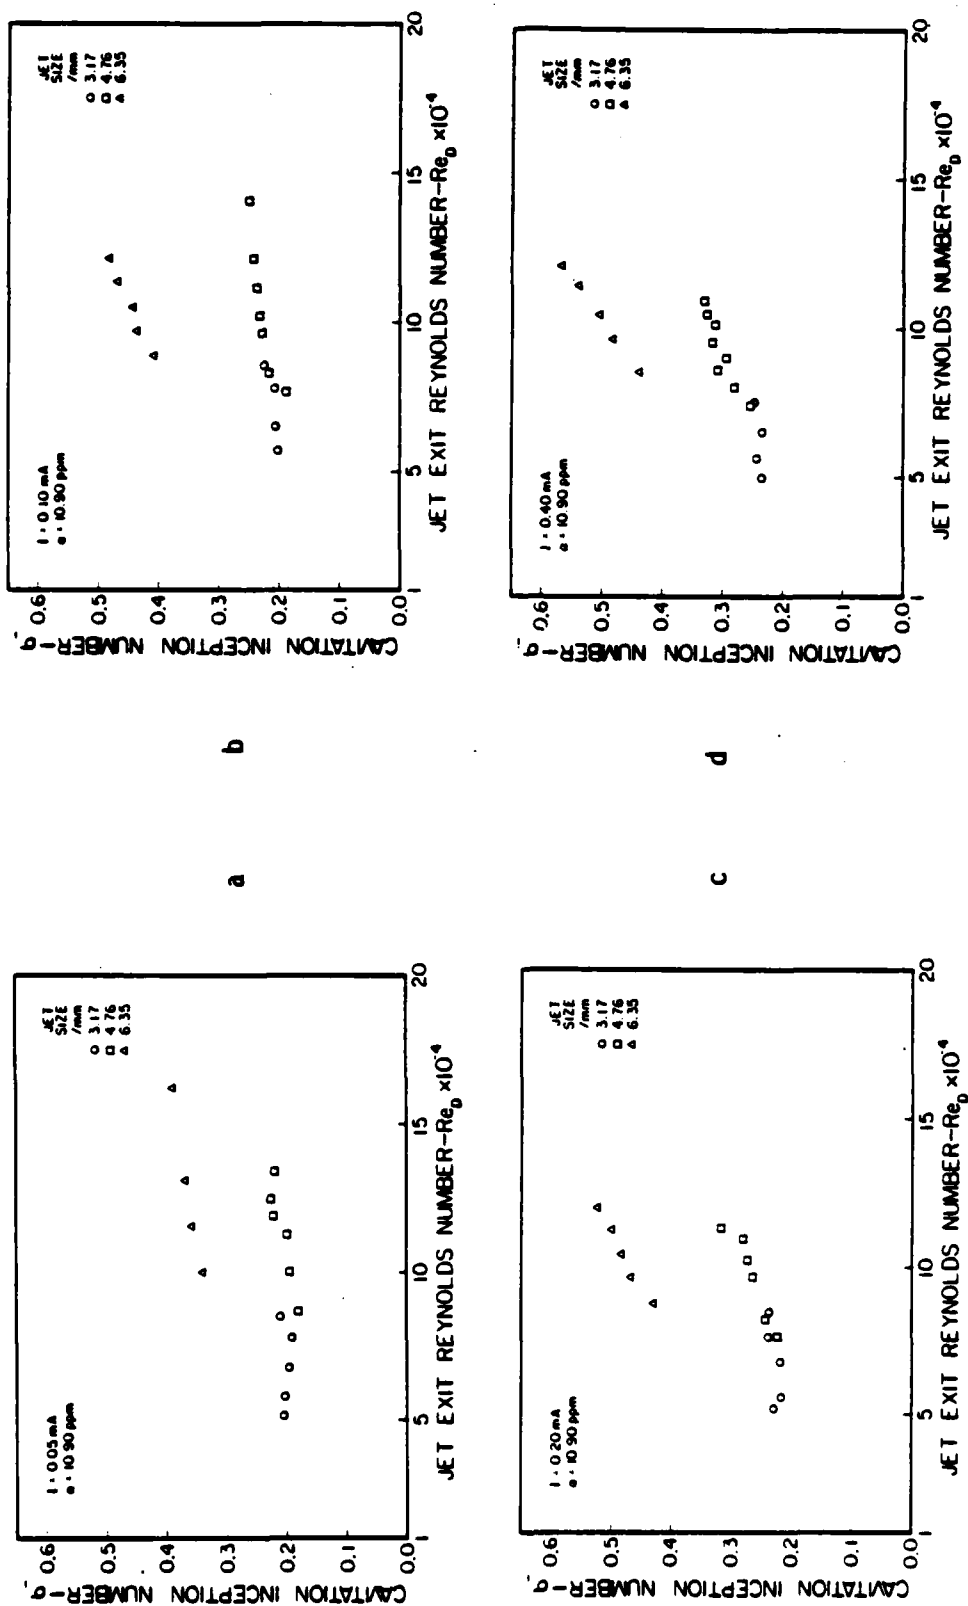 CAVITATION INCEPTION NUMBER-σi
0.6
0.5
0.4
0.3
0.2
0.1
0.0
I = 0.05 mA
a = 10.90 ppm
JET
SIZE
/mm
○ 3.17
□ 4.76
△ 6.35
1 5 10 15 20
JET EXIT REYNOLDS NUMBER-ReD ×10-4
a
CAVITATION INCEPTION NUMBER-σi
0.6
0.5
0.4
0.3
0.2
0.1
0.0
I = 0.10 mA
a = 10.90 ppm
JET
SIZE
/mm
○ 3.17
□ 4.76
△ 6.35
1 5 10 15 20
JET EXIT REYNOLDS NUMBER-ReD ×10-4
b
CAVITATION INCEPTION NUMBER-σi
0.6
0.5
0.4
0.3
0.2
0.1
0.0
I = 0.20 mA
a = 10.90 ppm
JET
SIZE
/mm
○ 3.17
□ 4.76
△ 6.35
1 5 10 15 20
JET EXIT REYNOLDS NUMBER-ReD ×10-4
c
CAVITATION INCEPTION NUMBER-σi
0.6
0.5
0.4
0.3
0.2
0.1
0.0
I = 0.40 mA
a = 10.90 ppm
JET
SIZE
/mm
○ 3.17
□ 4.76
△ 6.35
1 5 10 15 20
JET EXIT REYNOLDS NUMBER-ReD ×10-4
d